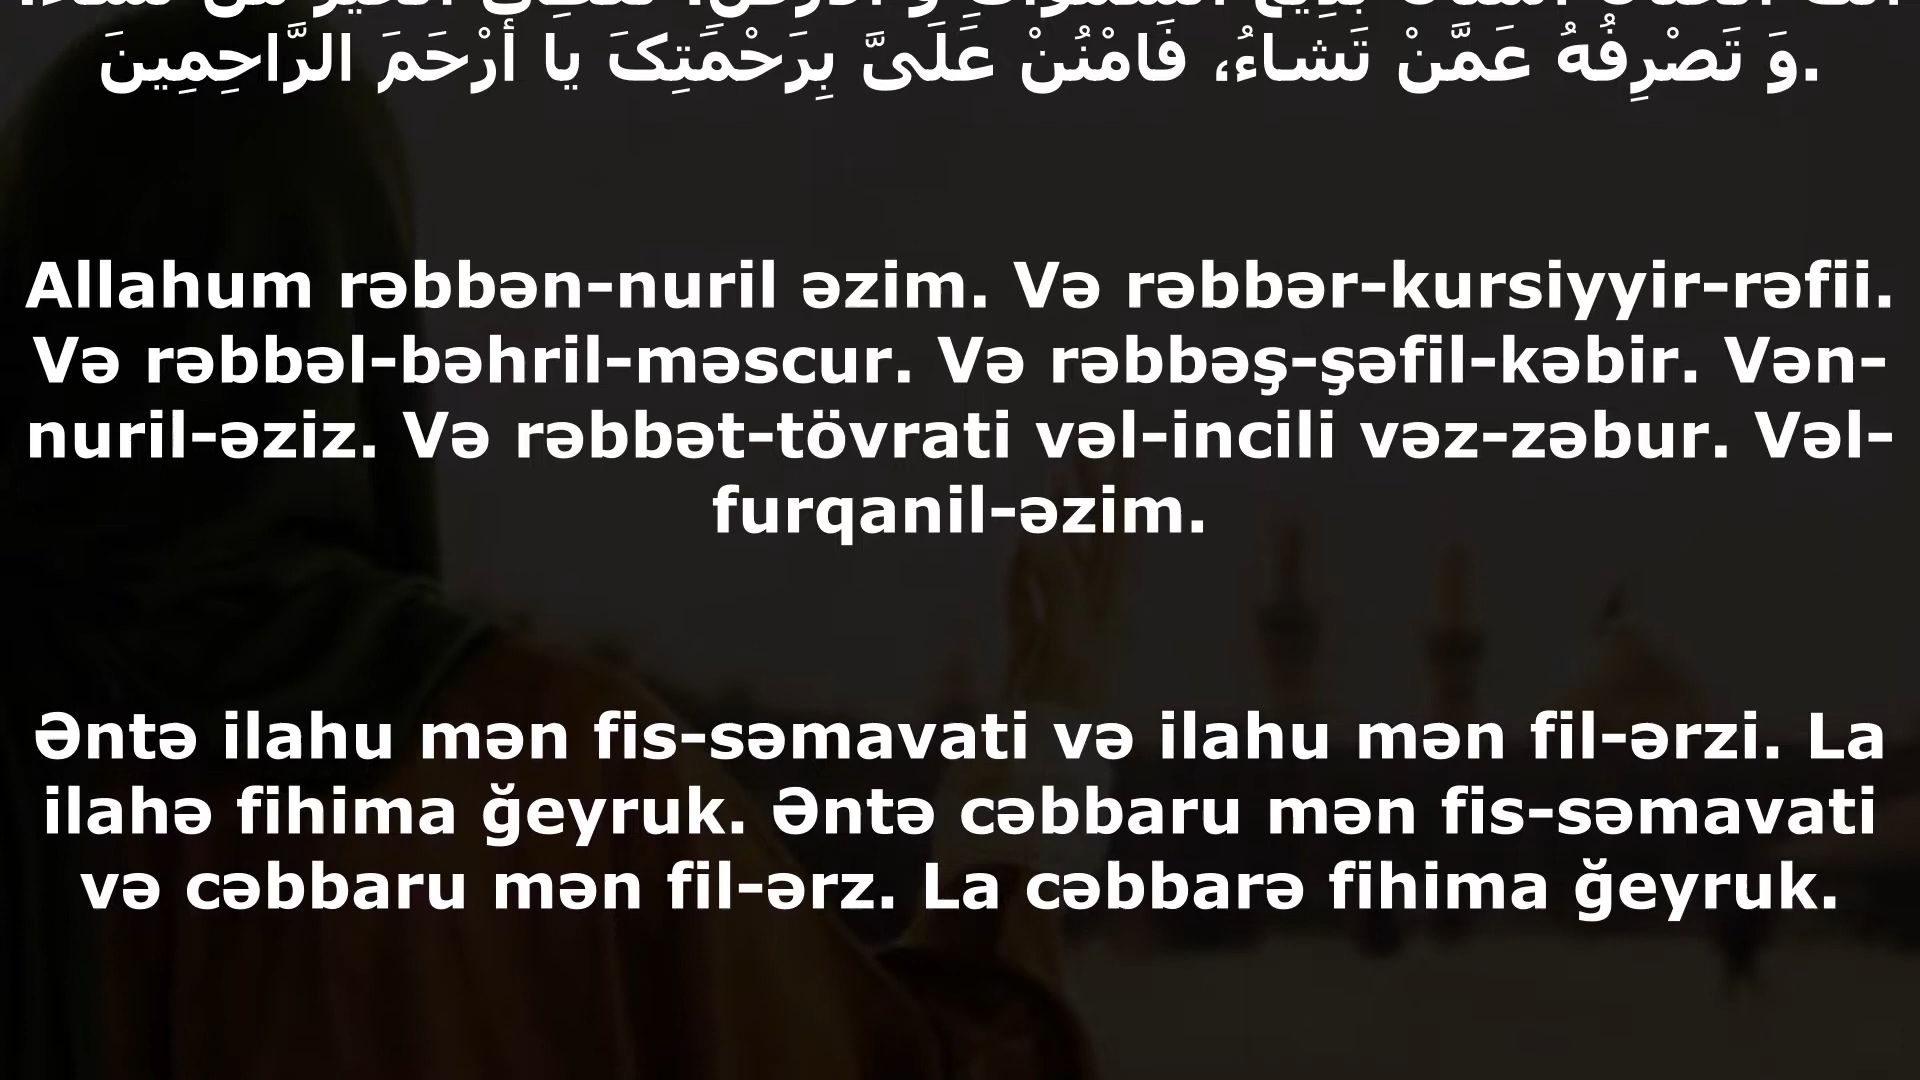 وَ تَصْرِفُهُ عَمَّنْ تَشاءُ، فَامْنُنْ عَلَىَّ بِرَحْمَتِکَ يا أرْحَمَ الرَّاحِمِينَ.
Allahum rəbbən-nuril əzim. Və rəbbər-kursiyyir-rəfii.
Və rəbbəl-bəhril-məscur. Və rəbbəş-şəfil-kəbir. Vən-
nuril-əziz. Və rəbbət-tövrati vəl-incili vəz-zəbur. Vəl-
furqanil-əzim.
Əntə ilahu mən fis-səmavati və ilahu mən fil-ərzi. La
ilahə fihima ğeyruk. Əntə cəbbaru mən fis-səmavati
və cəbbaru mən fil-ərz. La cəbbarə fihima ğeyruk.